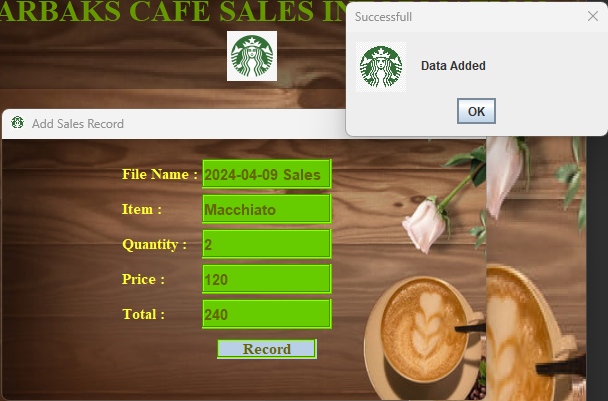 ARBAKS CAFE SALES IN
Successfull
Data Added
OK
Add Sales Record
File Name : 2024-04-09 Sales
Item : Macchiato
Quantity : 2
Price : 120
Total : 240
Record